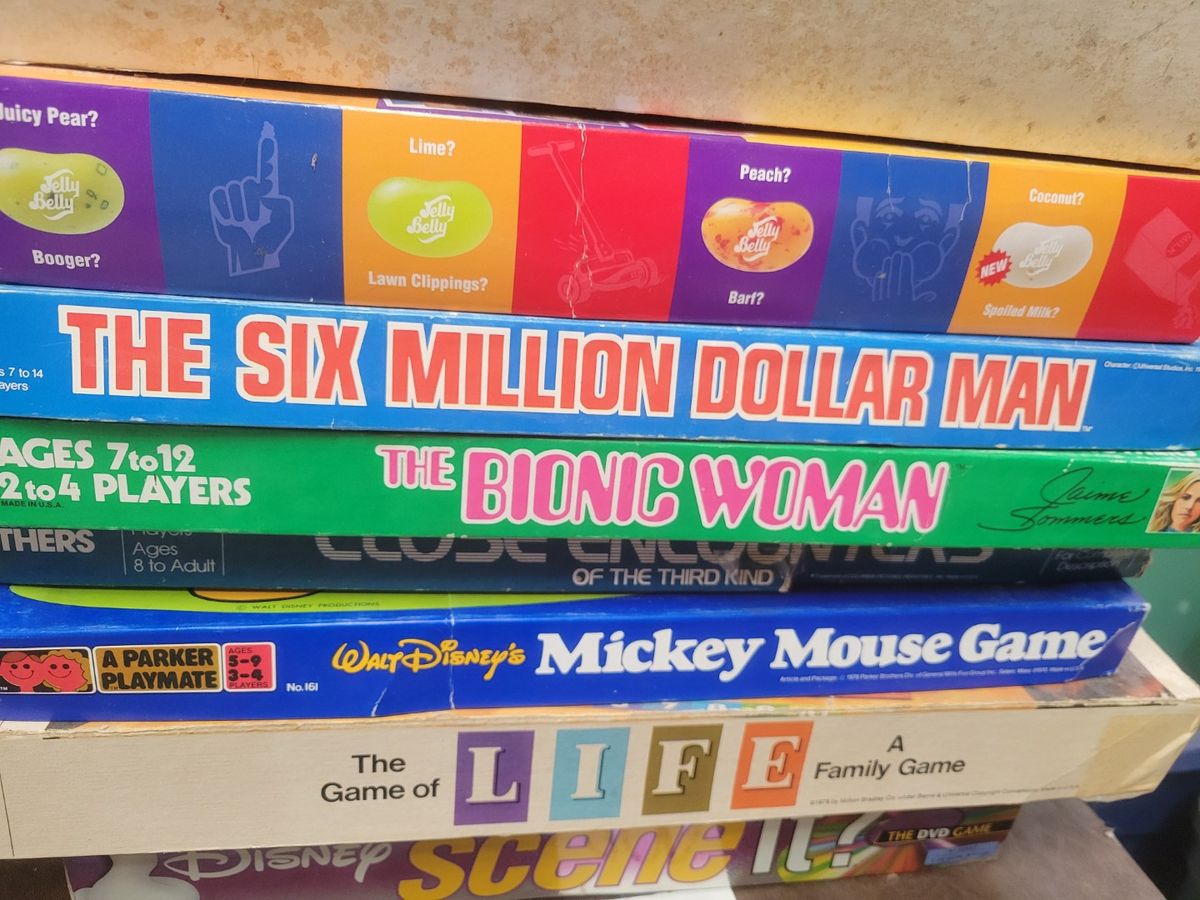 Juicy Pear?
Jelly
Belly
Booger?
Lime?
Jelly
Belly
Lawn Clippings?
Peach?
Jelly
Belly
Barf?
Coconut?
NEW
Jelly
Belly
Spoiled Milk?
7 to 14
THE SIX MILLION DOLLAR MAN
AGES 7 to 12
2 to 4 PLAYERS
MADE IN U.S.A.
THE BIONIC WOMAN
Jaime
Sommers
Players
Ages
8 to Adult
CLOSE ENCOUNTERS
OF THE THIRD KIND
© WALT DISNEY PRODUCTIONS
A PARKER
PLAYMATE
AGES
5-9
3-4
PLAYERS
No. 161
WALT DISNEY'S Mickey Mouse Game
The
Game of
LIFE
A
Family Game
DISNEY scene it?
THE DVD GAME